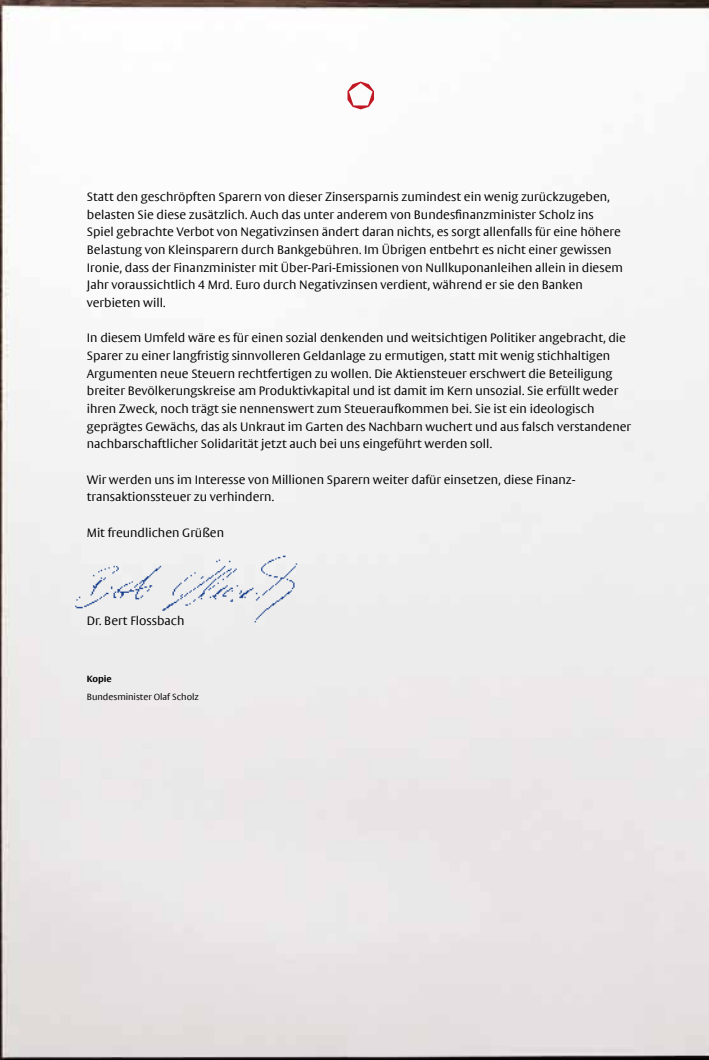 Statt den geschröpften Sparern von dieser Zinsersparnis zumindest ein wenig zurückzugeben,
belasten Sie diese zusätzlich. Auch das unter anderem von Bundesfinanzminister Scholz ins
Spiel gebrachte Verbot von Negativzinsen ändert daran nichts, es sorgt allenfalls für eine höhere
Belastung von Kleinsparern durch Bankgebühren. Im Übrigen entbehrt es nicht einer gewissen
Ironie, dass der Finanzminister mit Über-Pari-Emissionen von Nullkuponanleihen allein in diesem
Jahr voraussichtlich 4 Mrd. Euro durch Negativzinsen verdient, während er sie den Banken
verbieten will.
In diesem Umfeld wäre es für einen sozial denkenden und weitsichtigen Politiker angebracht, die
Sparer zu einer langfristig sinnvolleren Geldanlage zu ermutigen, statt mit wenig stichhaltigen
Argumenten neue Steuern rechtfertigen zu wollen. Die Aktiensteuer erschwert die Beteiligung
breiter Bevölkerungskreise am Produktivkapital und ist damit im Kern unsozial. Sie erfüllt weder
ihren Zweck, noch trägt sie nennenswert zum Steueraufkommen bei. Sie ist ein ideologisch
geprägtes Gewächs, das als Unkraut im Garten des Nachbarn wuchert und aus falsch verstandener
nachbarschaftlicher Solidarität jetzt auch bei uns eingeführt werden soll.
Wir werden uns im Interesse von Millionen Sparern weiter dafür einsetzen, diese Finanz-
transaktionssteuer zu verhindern.
Mit freundlichen Grüßen
Dr. Bert Flossbach
Kopie
Bundesminister Olaf Scholz